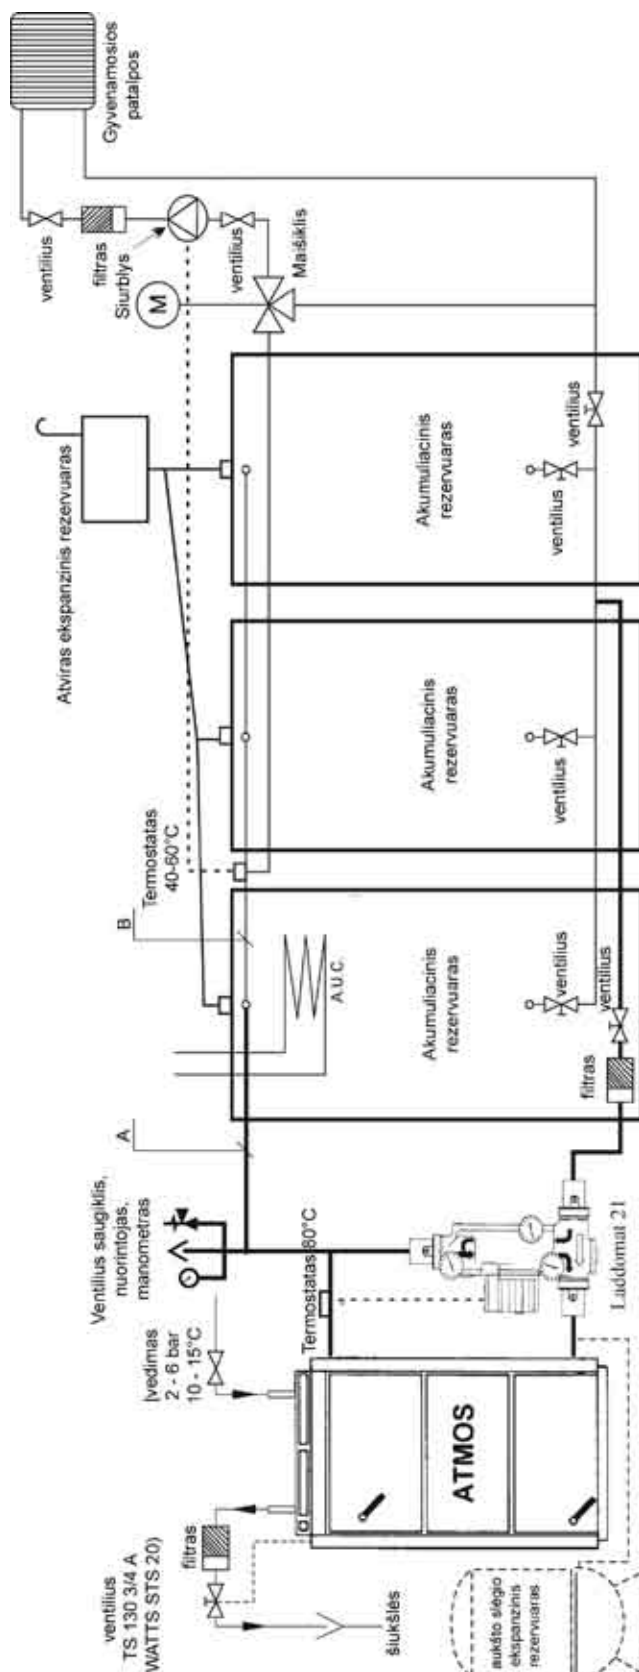 Gyvenamosios
patalpos
ventilius
filtras
Siurblys
ventilius
M
Maišiklis
Atviras ekspanzinis rezervuaras
Akumuliacinis
rezervuaras
ventilius
ventilius
Akumuliacinis
rezervuaras
ventilius
Termostatas
40-60°C
B
A.U.C.
Akumuliacinis
rezervuaras
ventilius
ventilius
filtras
A
Ventilius saugiklis,
nuorintojas,
manometras
Termostatas 80°C
Laddomat 21
Įvedimas
2 - 6 bar
10 - 15°C
ATMOS
ventilius
TS 130 3/4 A
WATTS STS 20)
filtras
šiukšlės
aukšto slėgio
ekspanzinis
rezervuaras